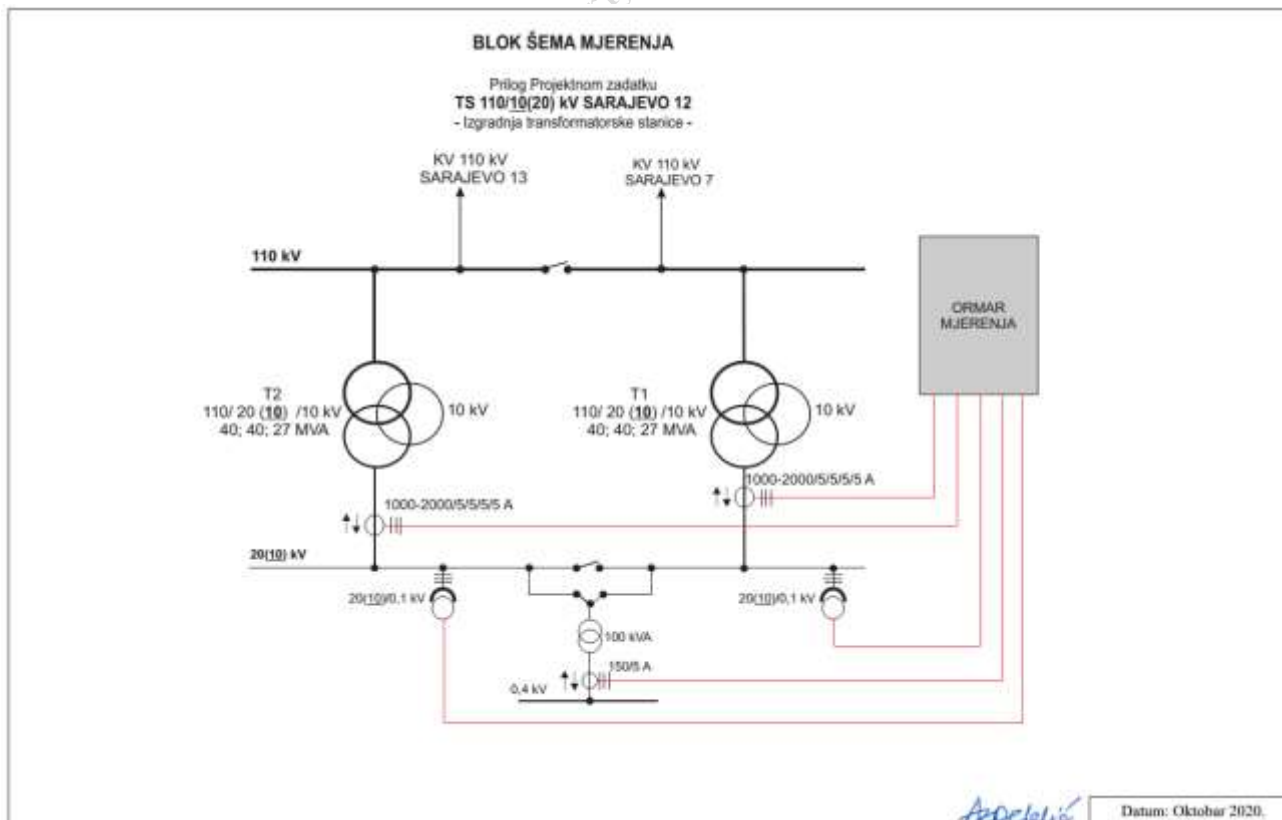 BLOK ŠEMA MJERENJA
Prilog Projektnom zadatku
TS 110/10(20) kV SARAJEVO 12
- Izgradnja transformatorske stanice -
KV 110 kV
SARAJEVO 13
KV 110 kV
SARAJEVO 7
110 kV
ORMAR
MJERENJA
T2
110/ 20 (10) /10 kV
40; 40; 27 MVA
10 kV
T1
110/ 20 (10) /10 kV
40; 40; 27 MVA
10 kV
1000-2000/5/5/5/5 A
1000-2000/5/5/5/5 A
20(10) kV
20(10)/0,1 kV
20(10)/0,1 kV
100 kVA
150/5 A
0,4 kV
Datum: Oktobar 2020.